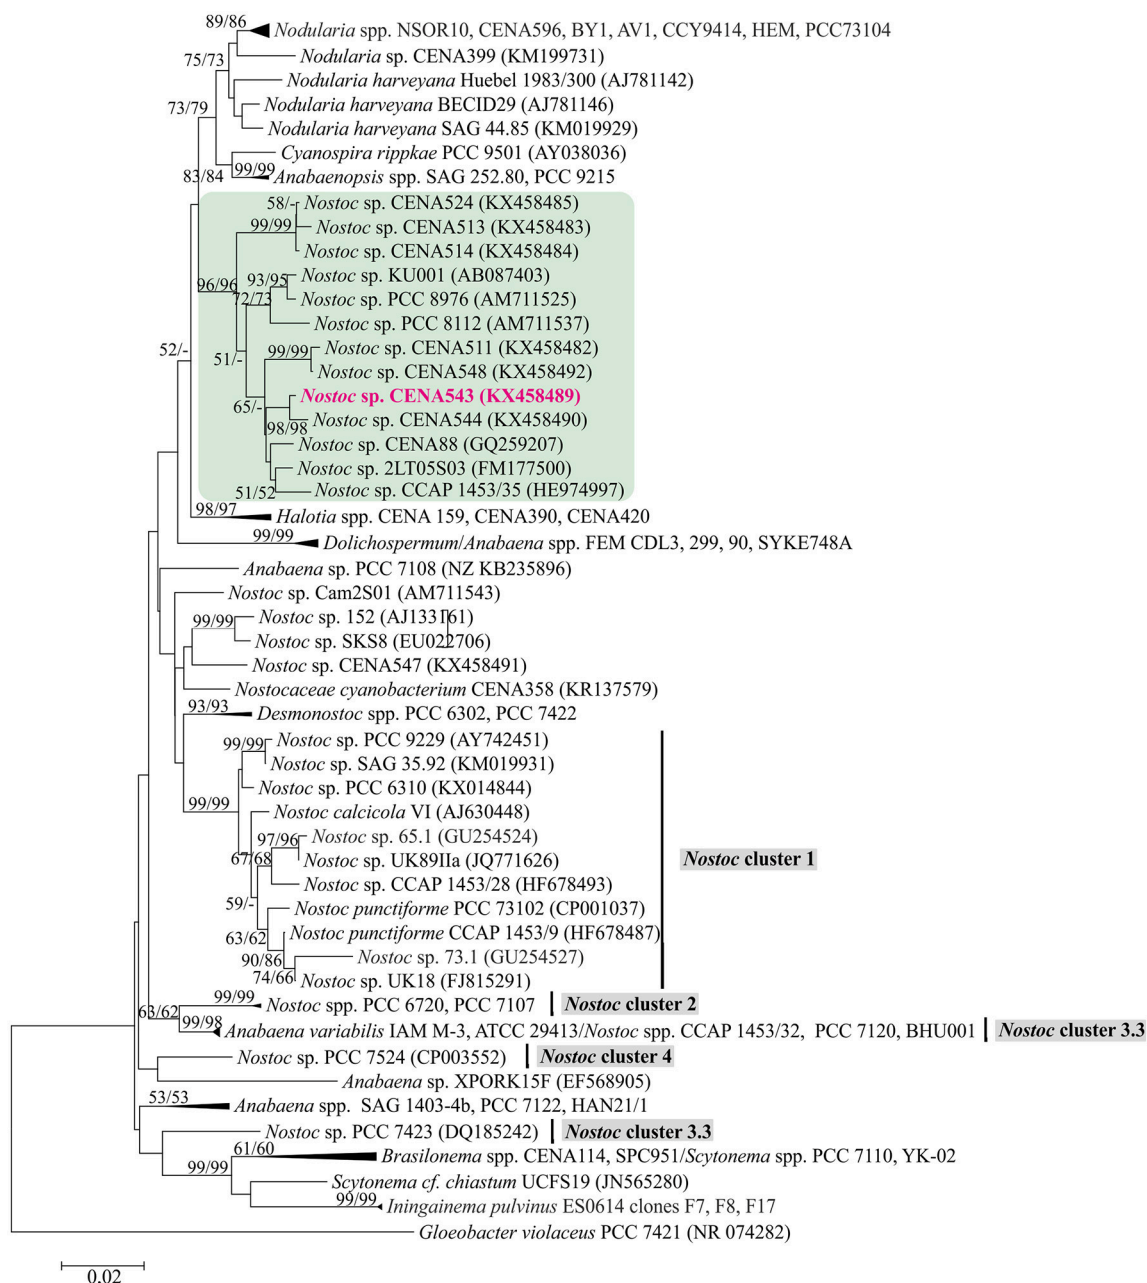 89/86
Nodularia spp. NSOR10, CENA596, BY1, AV1, CCY9414, HEM, PCC73104
75/73
Nodularia sp. CENA399 (KM199731)
Nodularia harveyana Huebel 1983/300 (AJ781142)
73/79
Nodularia harveyana BECID29 (AJ781146)
Nodularia harveyana SAG 44.85 (KM019929)
Cyanospira rippkae PCC 9501 (AY038036)
83/84
99/99
Anabaenopsis spp. SAG 252.80, PCC 9215
58/-
Nostoc sp. CENA524 (KX458485)
99/99
Nostoc sp. CENA513 (KX458483)
Nostoc sp. CENA514 (KX458484)
96/96
93/95
Nostoc sp. KU001 (AB087403)
72/73
Nostoc sp. PCC 8976 (AM711525)
Nostoc sp. PCC 8112 (AM711537)
52/-
51/-
99/99
Nostoc sp. CENA511 (KX458482)
Nostoc sp. CENA548 (KX458492)
Nostoc sp. CENA543 (KX458489)
65/-
Nostoc sp. CENA544 (KX458490)
98/98
Nostoc sp. CENA88 (GQ259207)
Nostoc sp. 2LT05S03 (FM177500)
51/52
Nostoc sp. CCAP 1453/35 (HE974997)
98/97
Halotia spp. CENA 159, CENA390, CENA420
99/99
Dolichospermum/Anabaena spp. FEM CDL3, 299, 90, SYKE748A
Anabaena sp. PCC 7108 (NZ KB235896)
Nostoc sp. Cam2S01 (AM711543)
99/99
Nostoc sp. 152 (AJ133161)
Nostoc sp. SKS8 (EU022706)
Nostoc sp. CENA547 (KX458491)
Nostocaceae cyanobacterium CENA358 (KR137579)
93/93
Desmonostoc spp. PCC 6302, PCC 7422
99/99
Nostoc sp. PCC 9229 (AY742451)
Nostoc sp. SAG 35.92 (KM019931)
Nostoc sp. PCC 6310 (KX014844)
99/99
Nostoc calcicola VI (AJ630448)
97/96
Nostoc sp. 65.1 (GU254524)
67/68
Nostoc sp. UK89IIa (JQ771626)
Nostoc cluster 1
Nostoc sp. CCAP 1453/28 (HF678493)
59/-
Nostoc punctiforme PCC 73102 (CP001037)
63/62
Nostoc punctiforme CCAP 1453/9 (HF678487)
90/86
Nostoc sp. 73.1 (GU254527)
74/66
Nostoc sp. UK18 (FJ815291)
99/99
Nostoc spp. PCC 6720, PCC 7107
Nostoc cluster 2
63/62
99/98
Anabaena variabilis IAM M-3, ATCC 29413/Nostoc spp. CCAP 1453/32, PCC 7120, BHU001
Nostoc cluster 3.3
Nostoc sp. PCC 7524 (CP003552)
Nostoc cluster 4
Anabaena sp. XPORK15F (EF568905)
53/53
Anabaena spp. SAG 1403-4b, PCC 7122, HAN21/1
Nostoc sp. PCC 7423 (DQ185242)
Nostoc cluster 3.3
61/60
Brasilonema spp. CENA114, SPC951/Scytonema spp. PCC 7110, YK-02
99/99
Scytonema cf. chiastum UCFS19 (JN565280)
99/99
Iningainema pulvinus ES0614 clones F7, F8, F17
Gloeobacter violaceus PCC 7421 (NR 074282)
0.02